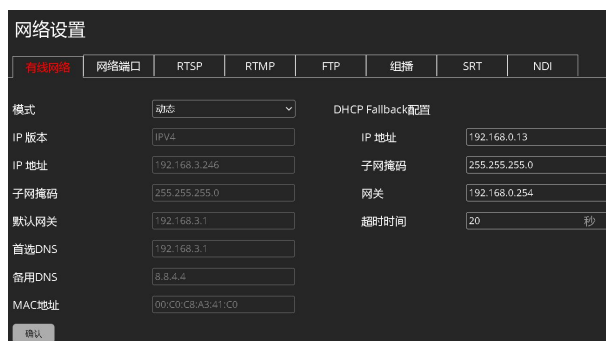 网络设置
有线网络 网络端口 RTSP RTMP FTP 组播 SRT NDI
模式 动态 DHCP Fallback配置
IP 版本 IPV4 IP 地址 192.168.0.13
IP 地址 192.168.3.246 子网掩码 255.255.255.0
子网掩码 255.255.255.0 网关 192.168.0.254
默认网关 192.168.3.1 超时时间 20 秒
首选DNS 192.168.3.1
备用DNS 8.8.4.4
MAC地址 00:C0:C8:A3:41:C0
确认